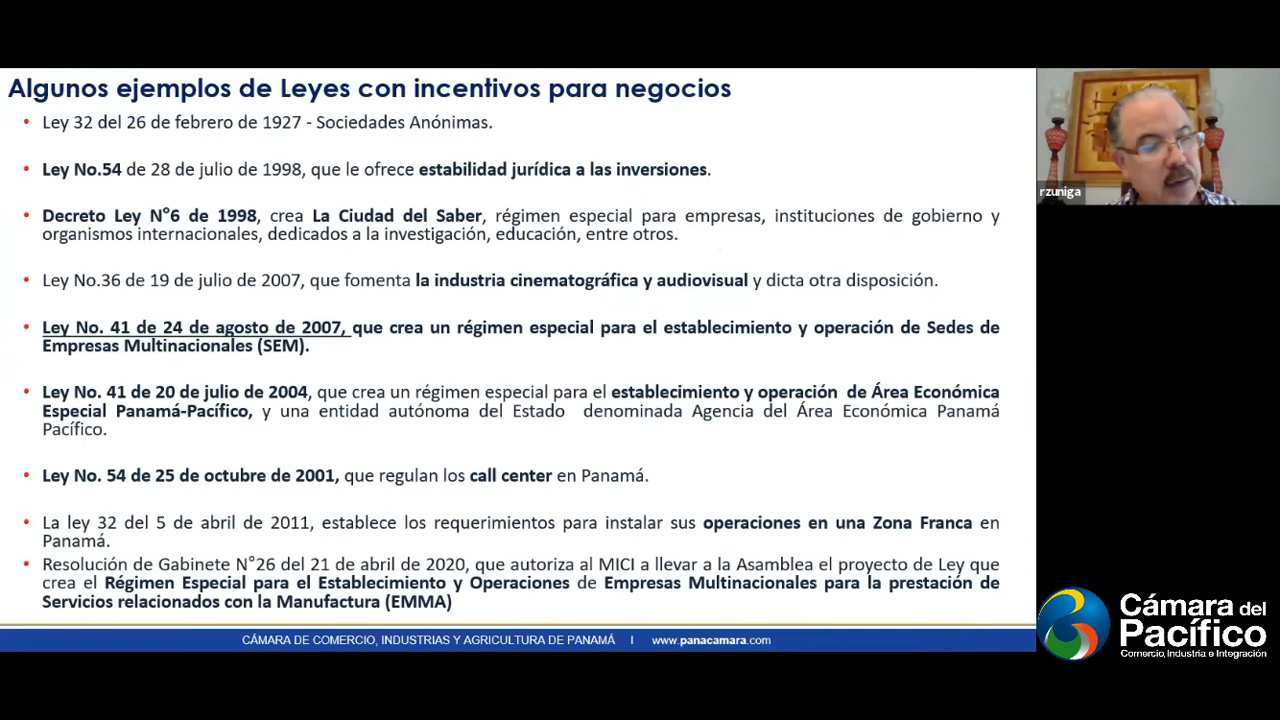 Algunos ejemplos de Leyes con incentivos para negocios
• Ley 32 del 26 de febrero de 1927 - Sociedades Anónimas.
• Ley No.54 de 28 de julio de 1998, que le ofrece estabilidad jurídica a las inversiones.
• Decreto Ley N°6 de 1998, crea La Ciudad del Saber, régimen especial para empresas, instituciones de gobierno y
organismos internacionales, dedicados a la investigación, educación, entre otros.
• Ley No.36 de 19 de julio de 2007, que fomenta la industria cinematográfica y audiovisual y dicta otra disposición.
• Ley No. 41 de 24 de agosto de 2007, que crea un régimen especial para el establecimiento y operación de Sedes de
Empresas Multinacionales (SEM).
• Ley No. 41 de 20 de julio de 2004, que crea un régimen especial para el establecimiento y operación de Área Económica
Especial Panamá-Pacífico, y una entidad autónoma del Estado denominada Agencia del Área Económica Panamá
Pacífico.
• Ley No. 54 de 25 de octubre de 2001, que regulan los call center en Panamá.
• La ley 32 del 5 de abril de 2011, establece los requerimientos para instalar sus operaciones en una Zona Franca en
Panamá.
• Resolución de Gabinete N°26 del 21 de abril de 2020, que autoriza al MICI a llevar a la Asamblea el proyecto de Ley que
crea el Régimen Especial para el Establecimiento y Operaciones de Empresas Multinacionales para la prestación de
Servicios relacionados con la Manufactura (EMMA)
CÁMARA DE COMERCIO, INDUSTRIAS Y AGRICULTURA DE PANAMÁ I www.panacamara.com
rzuniga
Cámara del
Pacífico
Comercio, Industria e Integración